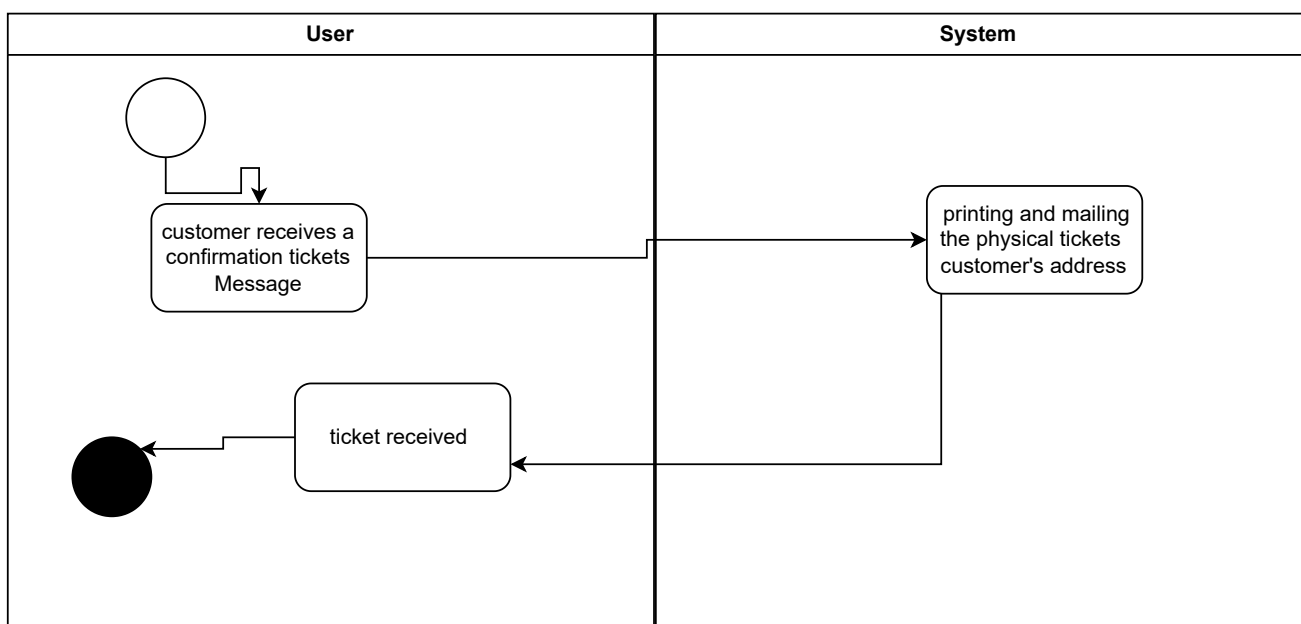 User
System
customer receives a
confirmation tickets
Message
printing and mailing
the physical tickets
customer's address
ticket received